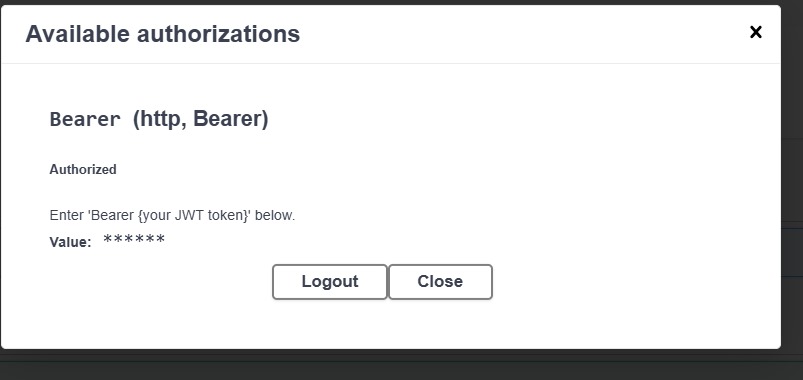 Available authorizations
Bearer (http, Bearer)
Authorized
Enter 'Bearer {your JWT token}' below.
Value: ******
Logout Close